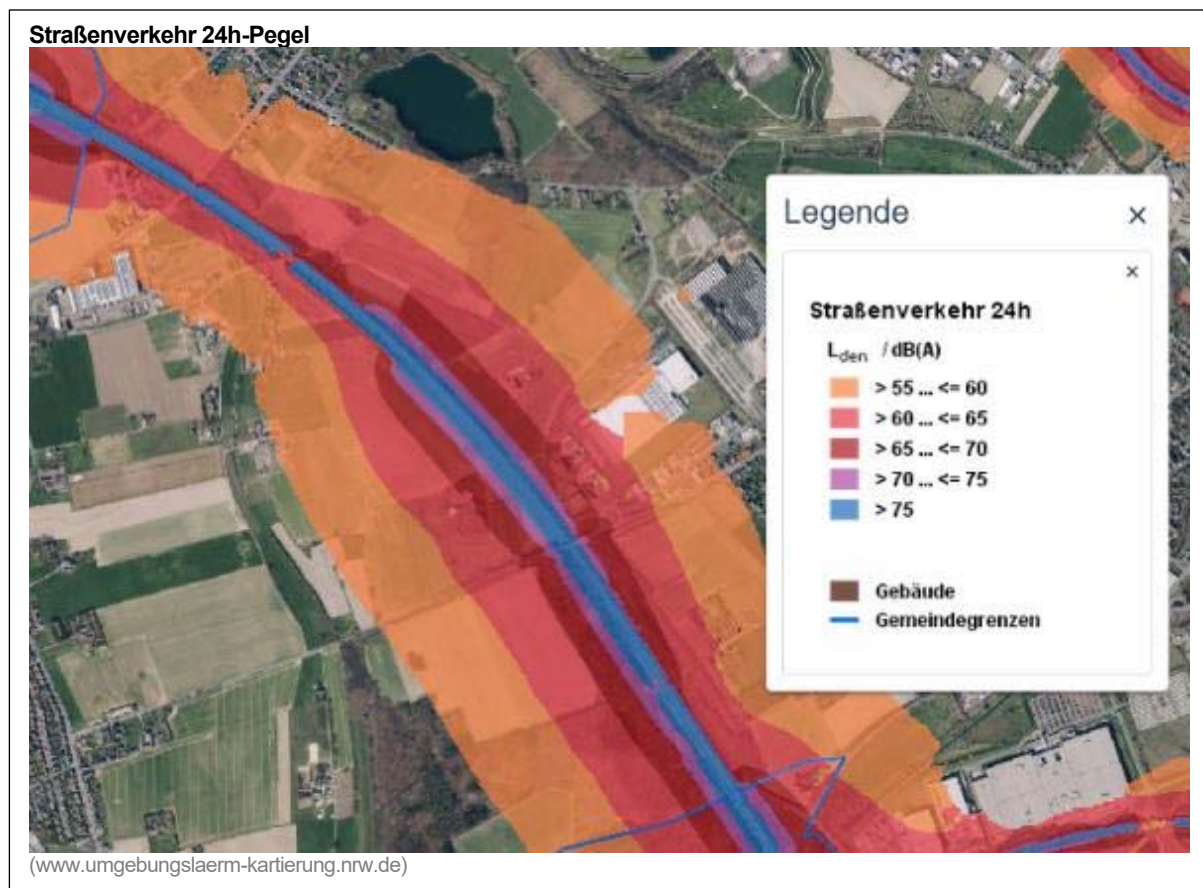 Straßenverkehr 24h-Pegel
Legende ×
×
Straßenverkehr 24h
Lden / dB(A)
> 55 ... <= 60
> 60 ... <= 65
> 65 ... <= 70
> 70 ... <= 75
> 75
Gebäude
Gemeindegrenzen
(www.umgebungslaerm-kartierung.nrw.de)